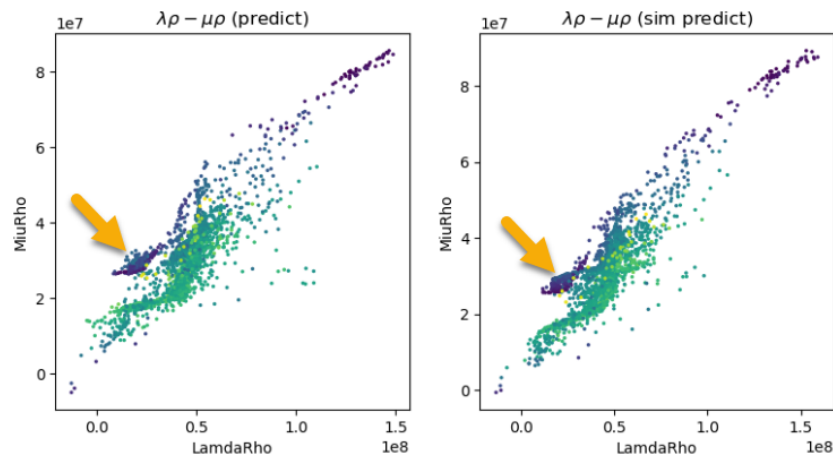 λρ − μρ (predict)
1e7
8
6
4
2
0
MiuRho
0.0 0.5 1.0 1.5
1e8
LamdaRho
λρ − μρ (sim predict)
1e7
8
6
4
2
0
MiuRho
0.0 0.5 1.0 1.5
1e8
LamdaRho